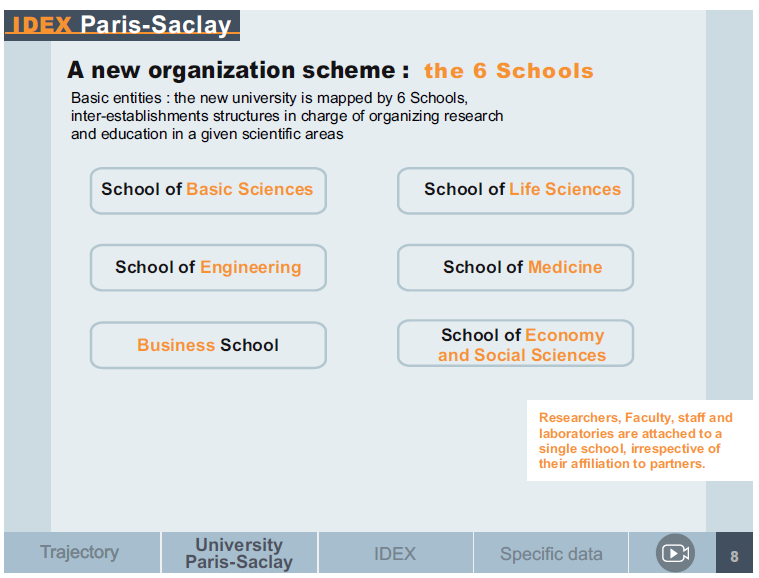 IDEX Paris-Saclay
A new organization scheme : the 6 Schools
Basic entities : the new university is mapped by 6 Schools,
inter-establishments structures in charge of organizing research
and education in a given scientific areas
School of Basic Sciences
School of Life Sciences
School of Engineering
School of Medicine
Business School
School of Economy
and Social Sciences
Researchers, Faculty, staff and
laboratories are attached to a
single school, irrespective of
their affiliation to partners.
Trajectory
University
Paris-Saclay
IDEX
Specific data
8